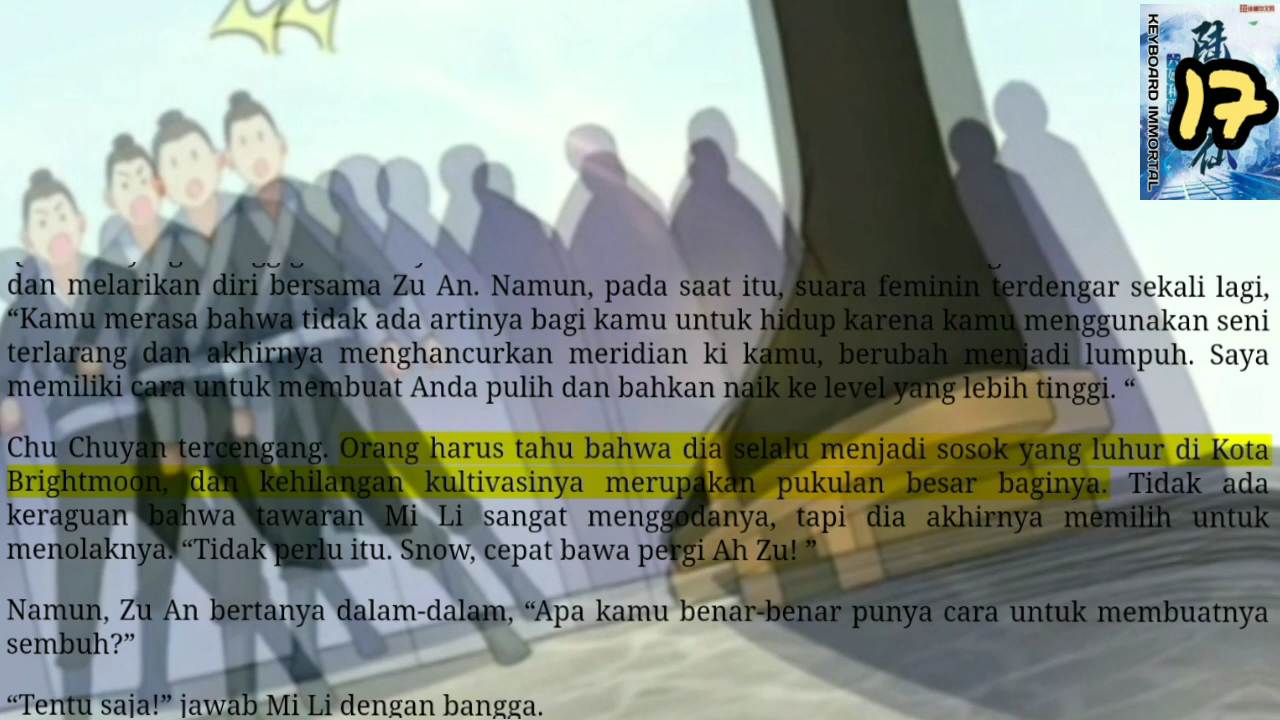 KEYBOARD IMMORTAL
17
dan melarikan diri bersama Zu An. Namun, pada saat itu, suara feminin terdengar sekali lagi,
“Kamu merasa bahwa tidak ada artinya bagi kamu untuk hidup karena kamu menggunakan seni
terlarang dan akhirnya menghancurkan meridian ki kamu, berubah menjadi lumpuh. Saya
memiliki cara untuk membuat Anda pulih dan bahkan naik ke level yang lebih tinggi. “
Chu Chuyan tercengang. Orang harus tahu bahwa dia selalu menjadi sosok yang luhur di Kota
Brightmoon, dan kehilangan kultivasinya merupakan pukulan besar baginya. Tidak ada
keraguan bahwa tawaran Mi Li sangat menggodanya, tapi dia akhirnya memilih untuk
menolaknya. “Tidak perlu itu. Snow, cepat bawa pergi Ah Zu! ”
Namun, Zu An bertanya dalam-dalam, “Apa kamu benar-benar punya cara untuk membuatnya
sembuh?”
“Tentu saja!” jawab Mi Li dengan bangga.